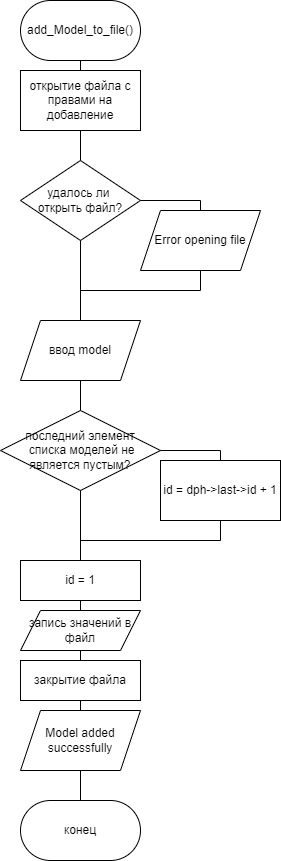 add_Model_to_file()
открытие файла с
правами на
добавление
удалось ли
открыть файл?
Error opening file
ввод model
последний элемент
списка моделей не
является пустым?
id = dph->last->id + 1
id = 1
запись значений в
файл
закрытие файла
Model added
successfully
конец